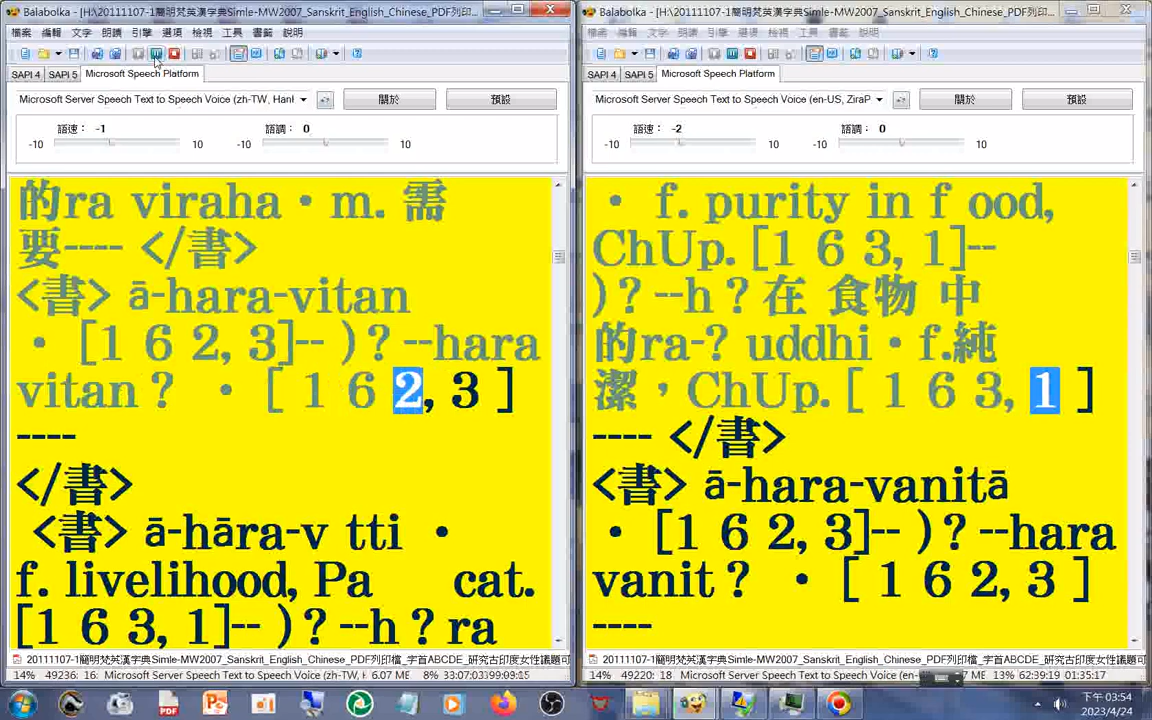 Balabolka - [H:\20111107-1簡明梵英漢字典Simle-MW2007_Sanskrit_English_Chinese_PDF列印...
檔案 編輯 文字 朗讀 引擎 選項 檢視 工具 書籤 說明
SAPI 4 SAPI 5 Microsoft Speech Platform
Microsoft Server Speech Text to Speech Voice (zh-TW, Hanl
關於 預設
語速： -1 語調： 0
-10 10 -10 10
的ra viraha • m. 需
要---- </書>
<書> ā-hara-vitan
• [1 6 2, 3]-- )? --hara
vitan？ • [ 1 6 2, 3 ]
----
</書>
<書> ā-hāra-v tti •
f. livelihood, Pa cat.
[1 6 3, 1]-- )? --h？ra
20111107-1簡明梵英漢字典Simle-MW2007_Sanskrit_English_Chinese_PDF列印檔_字首ABCDE_研究古印度女性議題可
14% 49236: 16: Microsoft Server Speech Text to Speech Voice (zh-TW, H 6.07 ME 8%
Balabolka - [H:\20111107-1簡明梵英漢字典Simle-MW2007_Sanskrit_English_Chinese_PDF列印...
檔案 編輯 文字 朗讀 引擎 選項 檢視 工具 書籤 說明
SAPI 4 SAPI 5 Microsoft Speech Platform
Microsoft Server Speech Text to Speech Voice (en-US, ZiraP
關於 預設
語速： -2 語調： 0
-10 10 -10 10
• f. purity in f ood,
ChUp. [1 6 3, 1]--
)? --h？在 食物 中
的ra-? uddhi • f.純
潔，ChUp. [ 1 6 3, 1 ]
---- </書>
<書> ā-hara-vanitā
• [1 6 2, 3]-- )? --hara
vanit？ • [ 1 6 2, 3 ]
----
20111107-1簡明梵英漢字典Simle-MW2007_Sanskrit_English_Chinese_PDF列印檔_字首ABCDE_研究古印度女性議題可
14% 49220: 18 Microsoft Server Speech Text to Speech Voice 13% 62:39:19 01:35:17
下午 03:54
2023/4/24